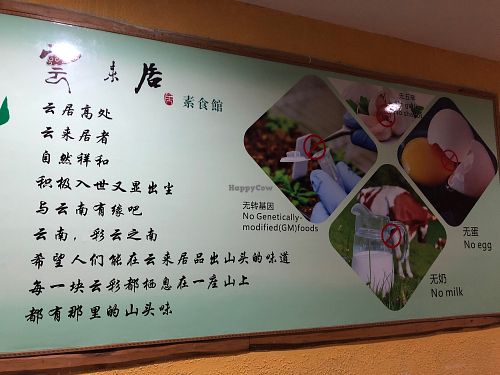 雲来居
素食館
云居高处
云来居者
自然祥和
积极入世又显出尘
与云南有缘吧
云南，彩云之南
希望人们能在云来居品出山头的味道
每一块云彩都栖息在一座山上
都有那里的山头味
无转基因
No Genetically-
modified(GM)foods
无蛋
No egg
无奶
No milk
HappyCow